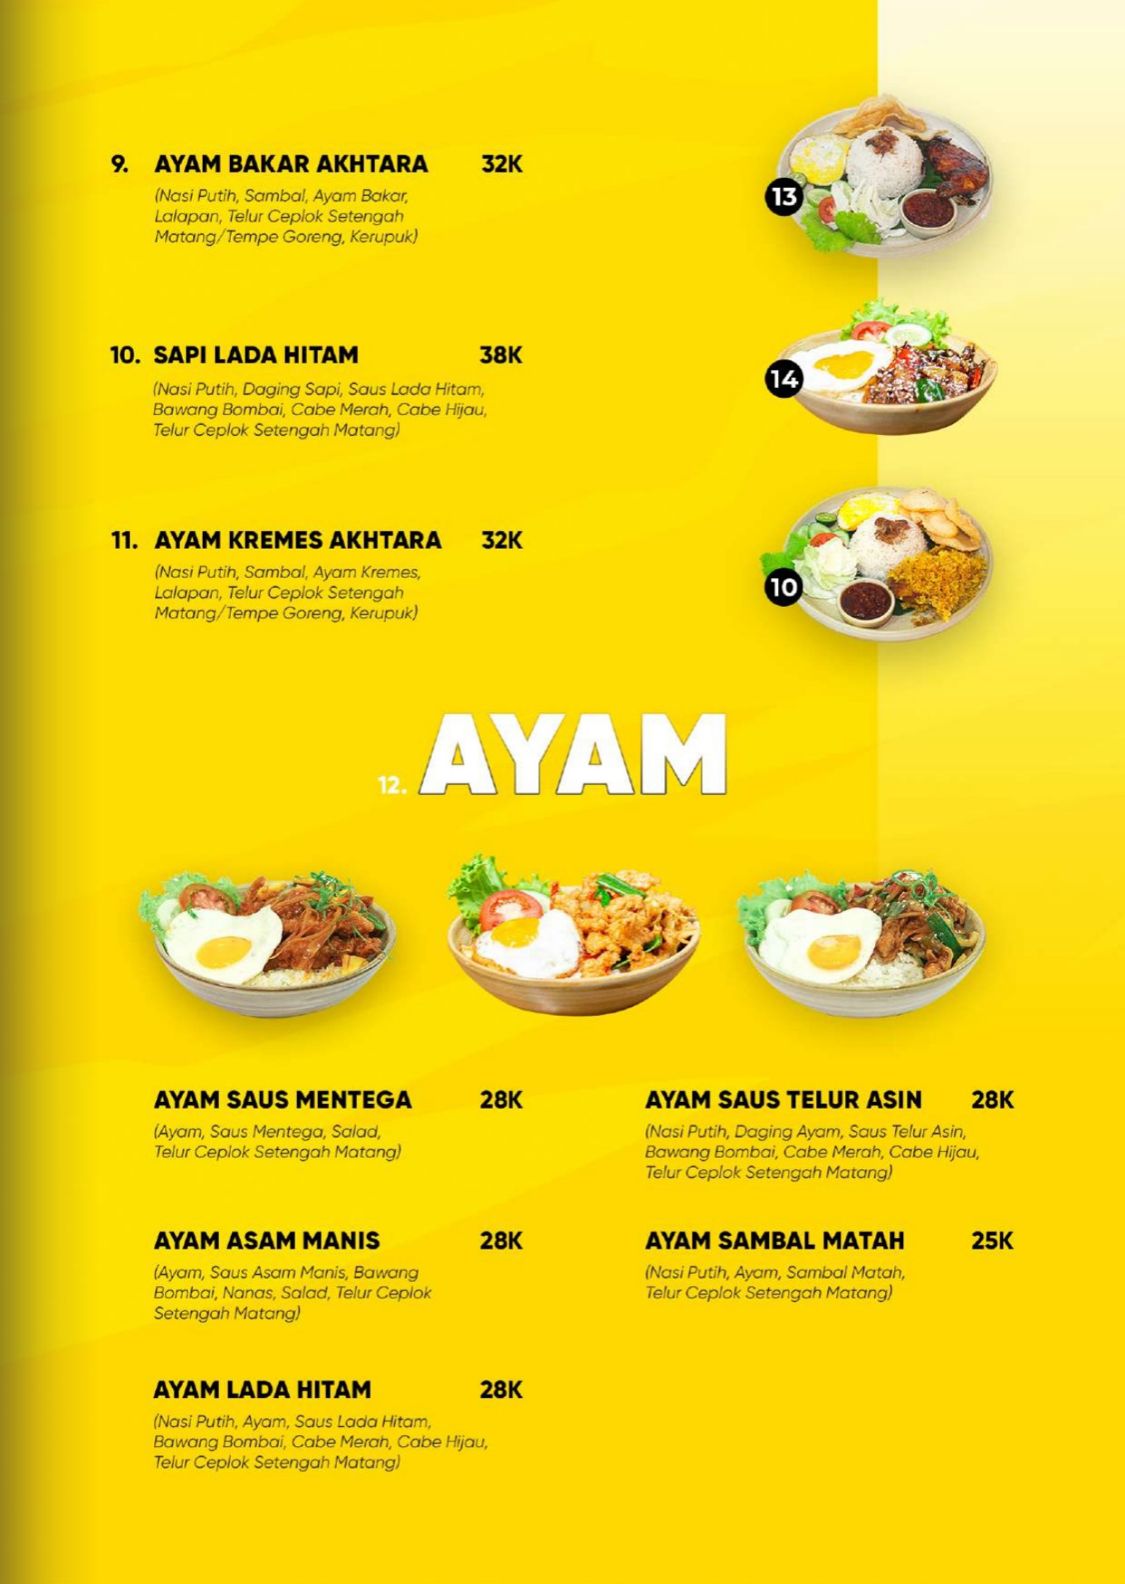 9. AYAM BAKAR AKHTARA 32K
(Nasi Putih, Sambal, Ayam Bakar,
Lalapan, Telur Ceplok Setengah
Matang/Tempe Goreng, Kerupuk)
13
10. SAPI LADA HITAM 38K
(Nasi Putih, Daging Sapi, Saus Lada Hitam,
Bawang Bombai, Cabe Merah, Cabe Hijau,
Telur Ceplok Setengah Matang)
14
11. AYAM KREMES AKHTARA 32K
(Nasi Putih, Sambal, Ayam Kremes,
Lalapan, Telur Ceplok Setengah
Matang/Tempe Goreng, Kerupuk)
10
12. AYAM
AYAM SAUS MENTEGA 28K
(Ayam, Saus Mentega, Salad,
Telur Ceplok Setengah Matang)
AYAM ASAM MANIS 28K
(Ayam, Saus Asam Manis, Bawang
Bombai, Nanas, Salad, Telur Ceplok
Setengah Matang)
AYAM LADA HITAM 28K
(Nasi Putih, Ayam, Saus Lada Hitam,
Bawang Bombai, Cabe Merah, Cabe Hijau,
Telur Ceplok Setengah Matang)
AYAM SAUS TELUR ASIN 28K
(Nasi Putih, Daging Ayam, Saus Telur Asin,
Bawang Bombai, Cabe Merah, Cabe Hijau,
Telur Ceplok Setengah Matang)
AYAM SAMBAL MATAH 25K
(Nasi Putih, Ayam, Sambal Matah,
Telur Ceplok Setengah Matang)